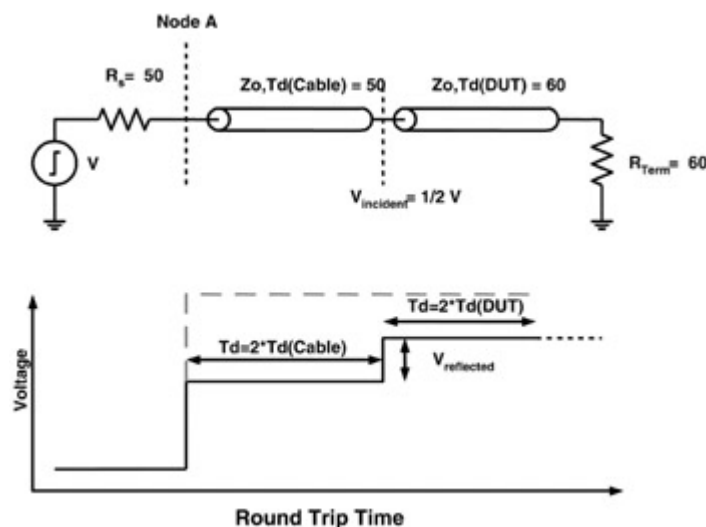 Node A
Rs= 50
Zo,Td(Cable) = 50
Zo,Td(DUT) = 60
V
RTerm= 60
Vincident= 1/2 V
Td=2*Td(DUT)
Td=2*Td(Cable)
Vreflected
Voltage
Round Trip Time